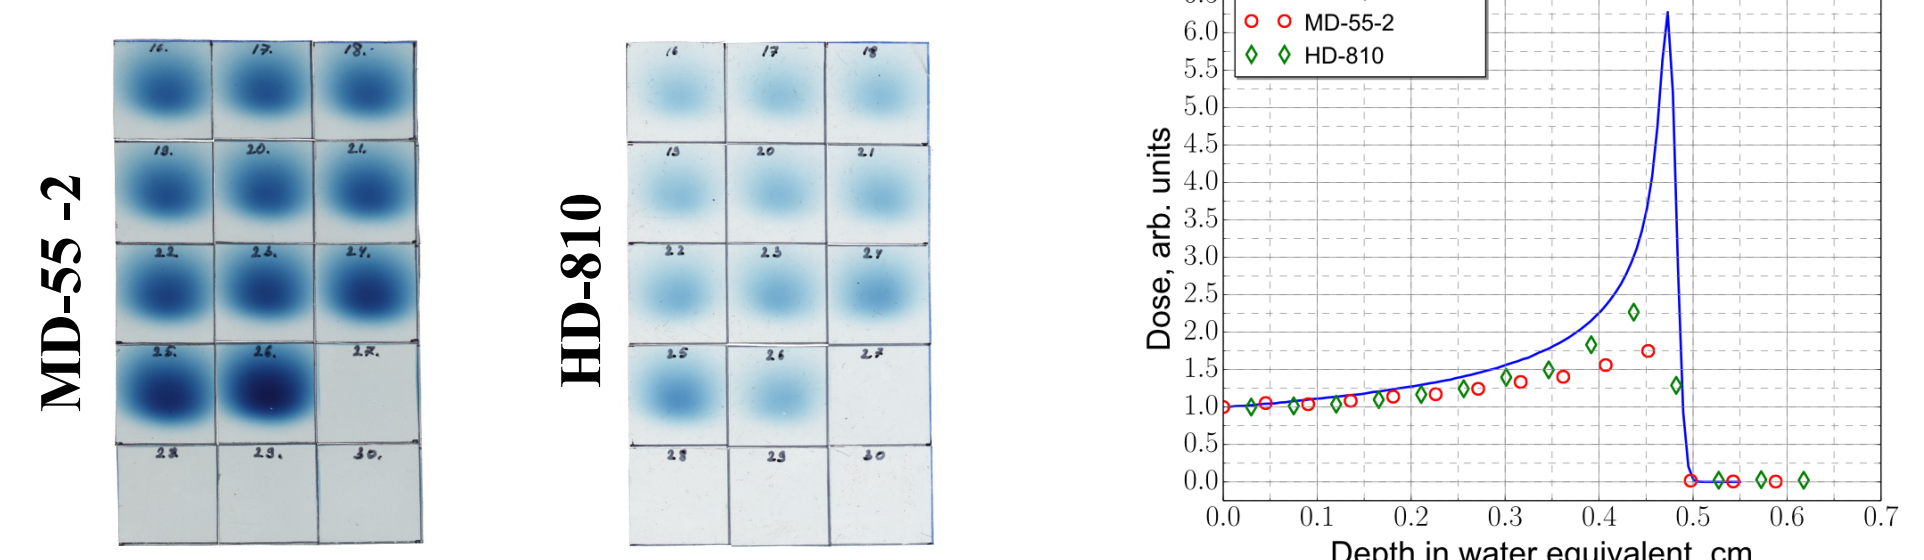 MD-55 -2
16. 17. 18.
19. 20. 21.
22. 23. 24.
25. 26. 27.
28 29. 30.
HD-810
16 17 18
19 20 21
22 23 24
25 26 27
28 29 30
MD-55-2
HD-810
Dose, arb. units
6.0
5.5
5.0
4.5
4.0
3.5
3.0
2.5
2.0
1.5
1.0
0.5
0.0
0.0 0.1 0.2 0.3 0.4 0.5 0.6 0.7
Depth in water equivalent, cm